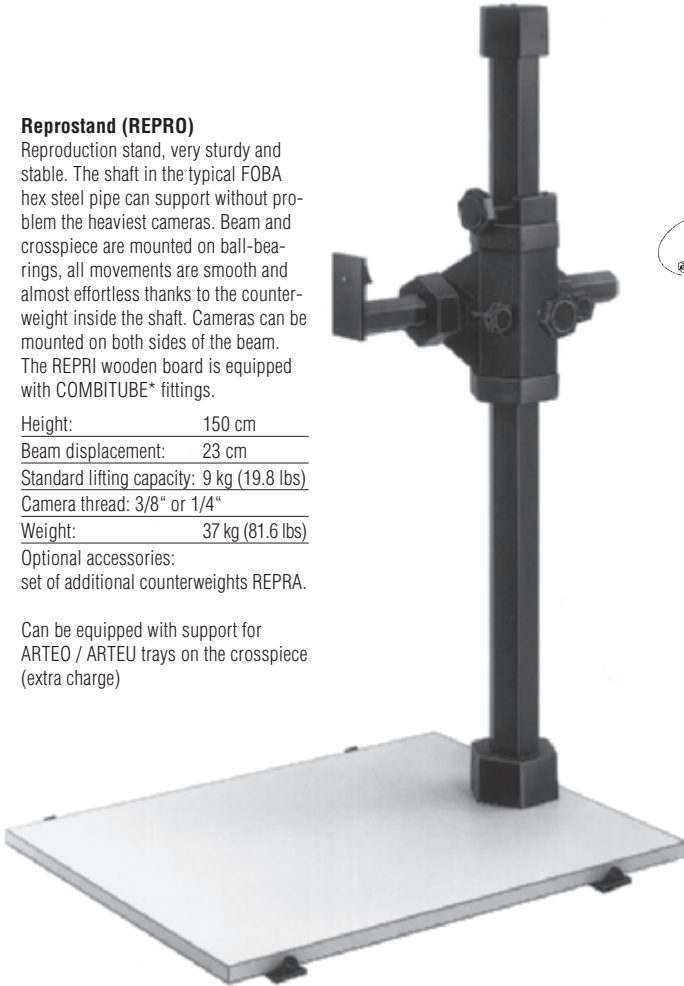 Reprostand (REPRO)
Reproduction stand, very sturdy and
stable. The shaft in the typical FOBA
hex steel pipe can support without pro-
blem the heaviest cameras. Beam and
crosspiece are mounted on ball-bea-
rings, all movements are smooth and
almost effortless thanks to the counter-
weight inside the shaft. Cameras can be
mounted on both sides of the beam.
The REPRI wooden board is equipped
with COMBITUBE* fittings.
Height: 150 cm
Beam displacement: 23 cm
Standard lifting capacity: 9 kg (19.8 lbs)
Camera thread: 3/8“ or 1/4“
Weight: 37 kg (81.6 lbs)
Optional accessories:
set of additional counterweights REPRA.
Can be equipped with support for
ARTEO / ARTEU trays on the crosspiece
(extra charge)